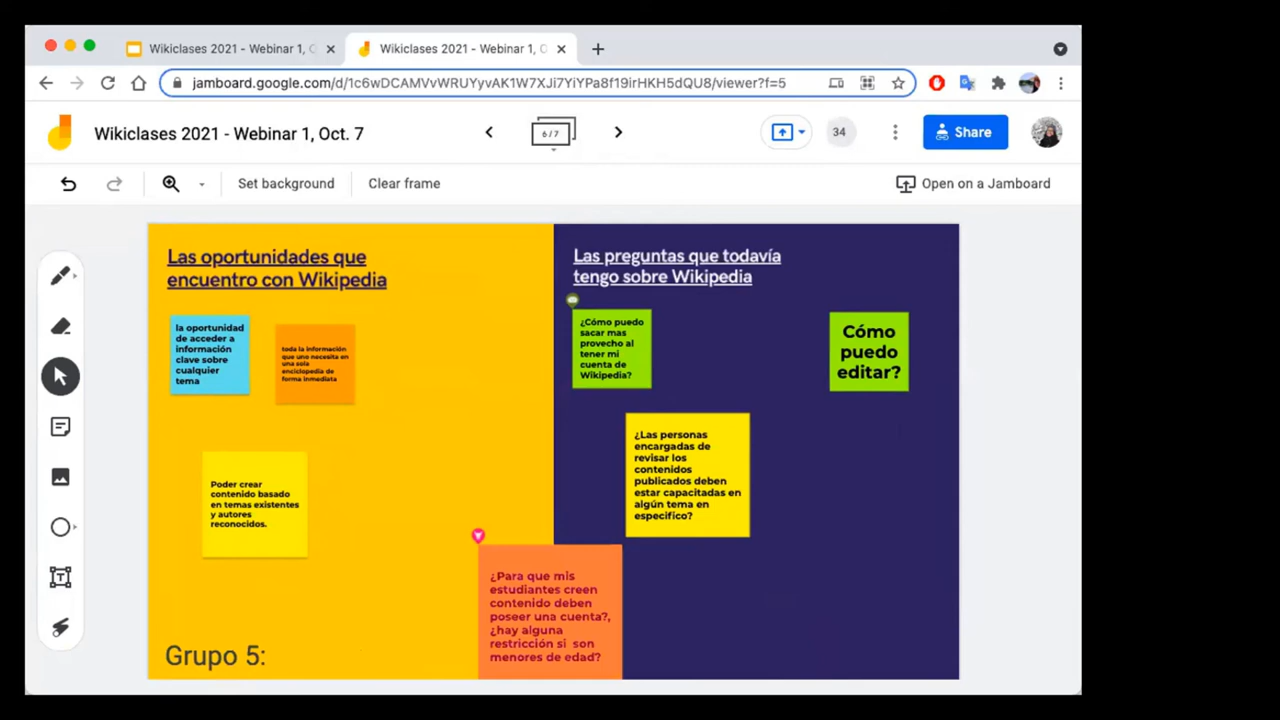 Wikiclases 2021 - Webinar 1, O
Wikiclases 2021 - Webinar 1, O
jamboard.google.com/d/1c6wDCAMVvWRUYyvAK1W7XJi7YiYPa8f19irHKH5dQU8/viewer?f=5
Wikiclases 2021 - Webinar 1, Oct. 7
6/7
34
Share
Set background
Clear frame
Open on a Jamboard
Las oportunidades que
encuentro con Wikipedia
la oportunidad
de acceder a
información
clave sobre
cualquier
tema
toda la información
que uno necesita en
una sola
enciclopedia de
forma inmediata
Poder crear
contenido basado
en temas existentes
y autores
reconocidos.
Grupo 5:
Las preguntas que todavía
tengo sobre Wikipedia
¿Cómo puedo
sacar mas
provecho al
tener mi
cuenta de
Wikipedia?
Cómo
puedo
editar?
¿Las personas
encargadas de
revisar los
contenidos
publicados deben
estar capacitadas en
algún tema en
especifico?
¿Para que mis
estudiantes creen
contenido deben
poseer una cuenta?,
¿hay alguna
restricción si son
menores de edad?